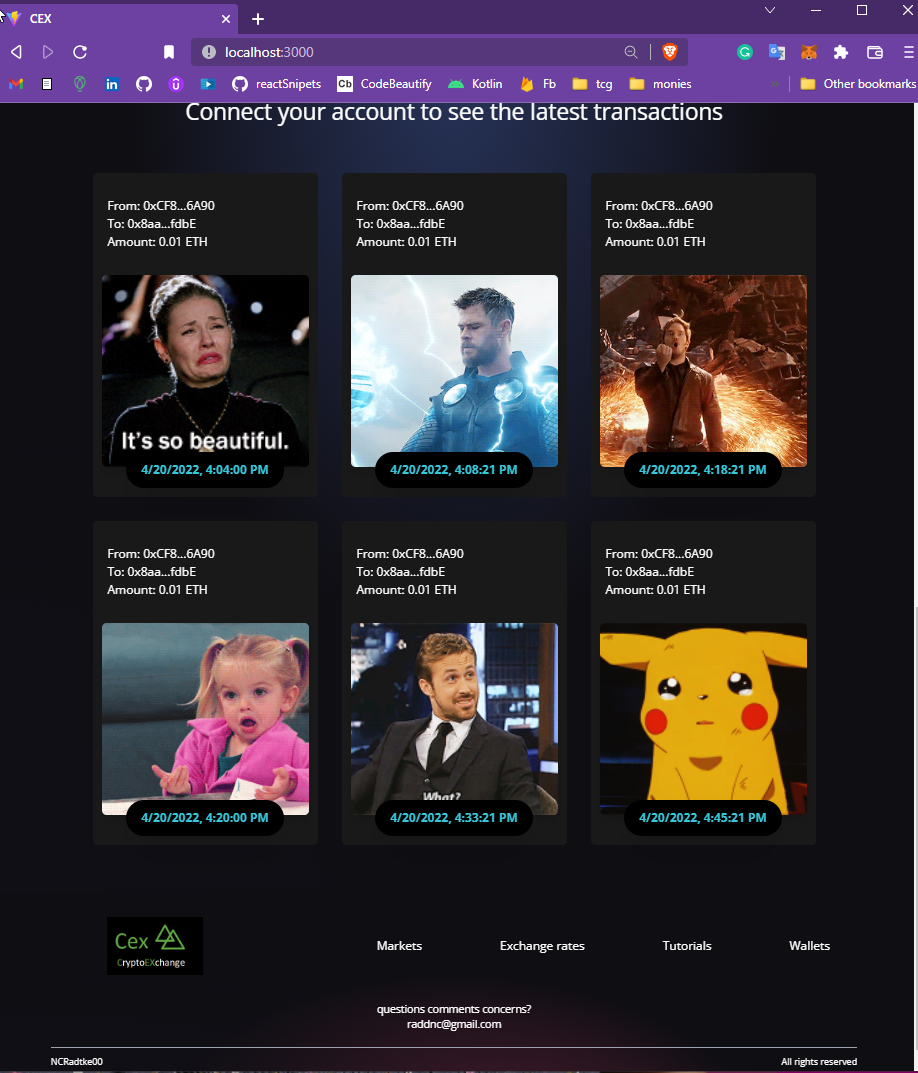 CEX
localhost:3000
reactSnipets
CodeBeautify
Kotlin
Fb
tcg
monies
Other bookmarks
Connect your account to see the latest transactions
From: 0xCF8...6A90
To: 0x8aa...fdbE
Amount: 0.01 ETH
It's so beautiful.
4/20/2022, 4:04:00 PM
From: 0xCF8...6A90
To: 0x8aa...fdbE
Amount: 0.01 ETH
4/20/2022, 4:08:21 PM
From: 0xCF8...6A90
To: 0x8aa...fdbE
Amount: 0.01 ETH
4/20/2022, 4:18:21 PM
From: 0xCF8...6A90
To: 0x8aa...fdbE
Amount: 0.01 ETH
4/20/2022, 4:20:00 PM
From: 0xCF8...6A90
To: 0x8aa...fdbE
Amount: 0.01 ETH
What?
4/20/2022, 4:33:21 PM
From: 0xCF8...6A90
To: 0x8aa...fdbE
Amount: 0.01 ETH
4/20/2022, 4:45:21 PM
Cex
CryptoEXchange
Markets
Exchange rates
Tutorials
Wallets
questions comments concerns?
raddnc@gmail.com
NCRadtke00
All rights reserved